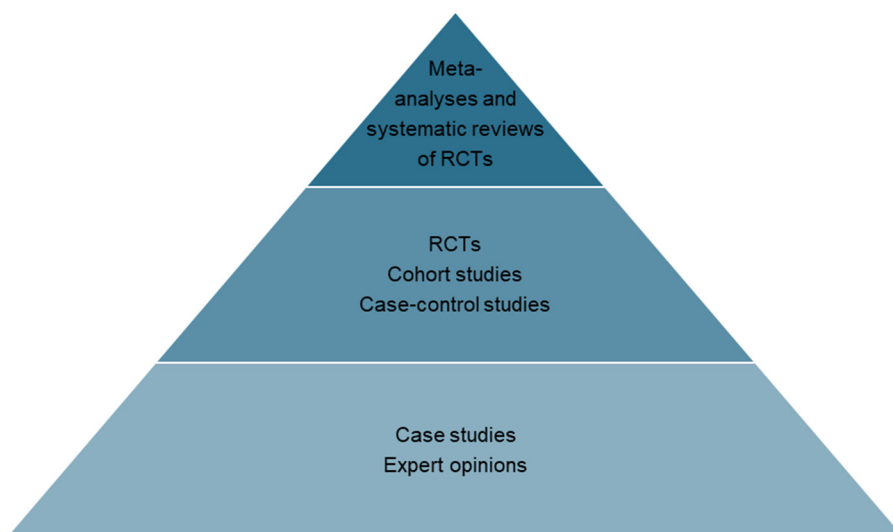 Meta-
analyses and
systematic reviews
of RCTs
RCTs
Cohort studies
Case-control studies
Case studies
Expert opinions